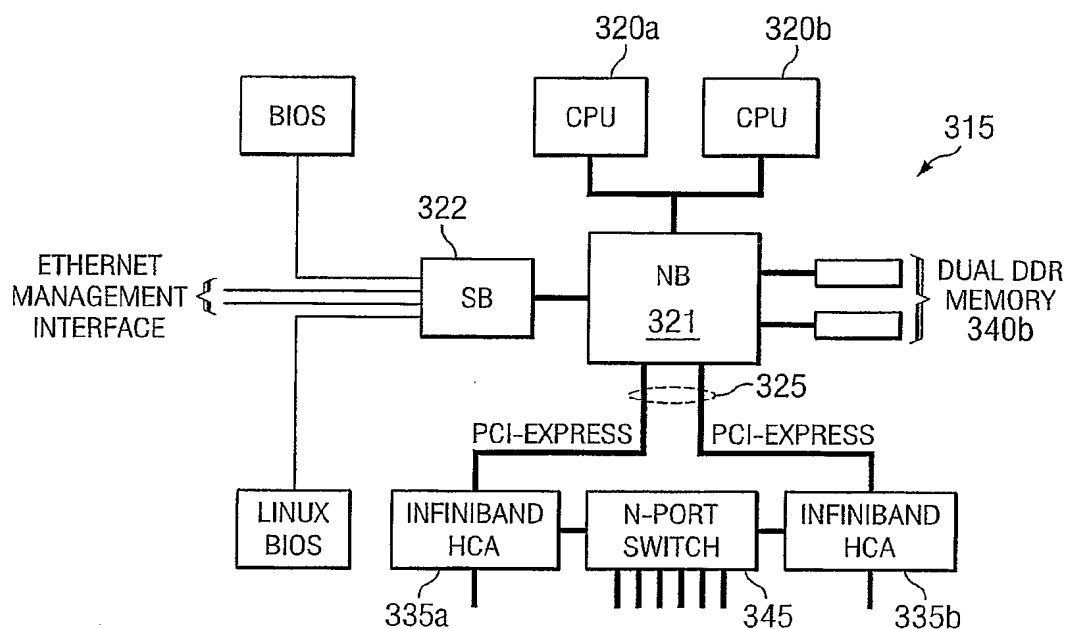 320a
320b
BIOS
CPU
CPU
315
322
ETHERNET
MANAGEMENT
INTERFACE
SB
NB
321
DUAL DDR
MEMORY
340b
325
PCI-EXPRESS
PCI-EXPRESS
LINUX
BIOS
INFINIBAND
HCA
N-PORT
SWITCH
INFINIBAND
HCA
335a
345
335b